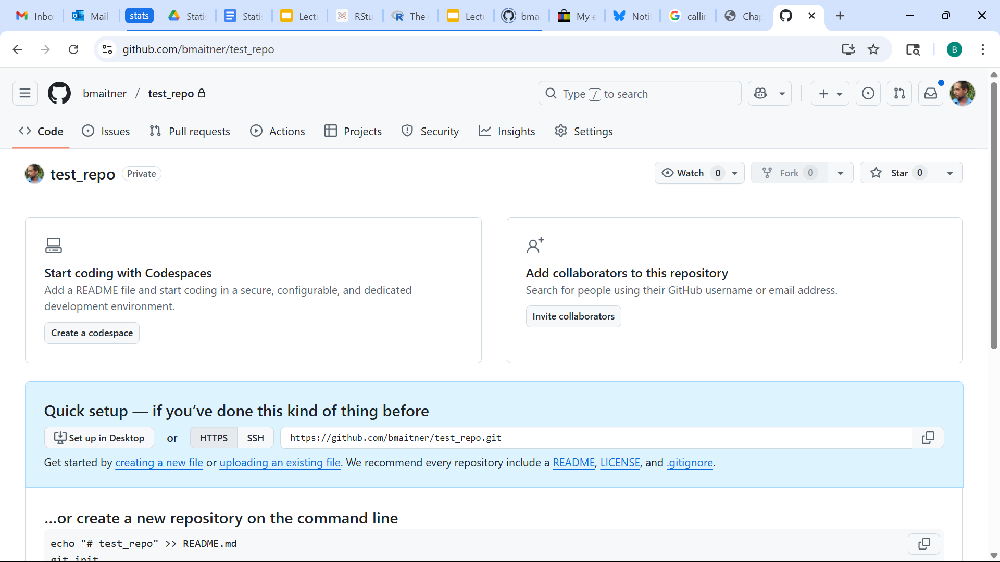 Inbo
Mail
stats
Stati
Stati
Lectu
RStu
The
Lectu
bma
My e
Noti
callin
Chap
github.com/bmaitner/test_repo
B
bmaitner / test_repo
Type / to search
Code
Issues
Pull requests
Actions
Projects
Security
Insights
Settings
test_repo Private
Watch 0
Fork 0
Star 0
Start coding with Codespaces
Add a README file and start coding in a secure, configurable, and dedicated
development environment.
Create a codespace
Add collaborators to this repository
Search for people using their GitHub username or email address.
Invite collaborators
Quick setup — if you’ve done this kind of thing before
Set up in Desktop or HTTPS SSH https://github.com/bmaitner/test_repo.git
Get started by creating a new file or uploading an existing file. We recommend every repository include a README, LICENSE, and .gitignore.
…or create a new repository on the command line
echo "# test_repo" >> README.md
git init